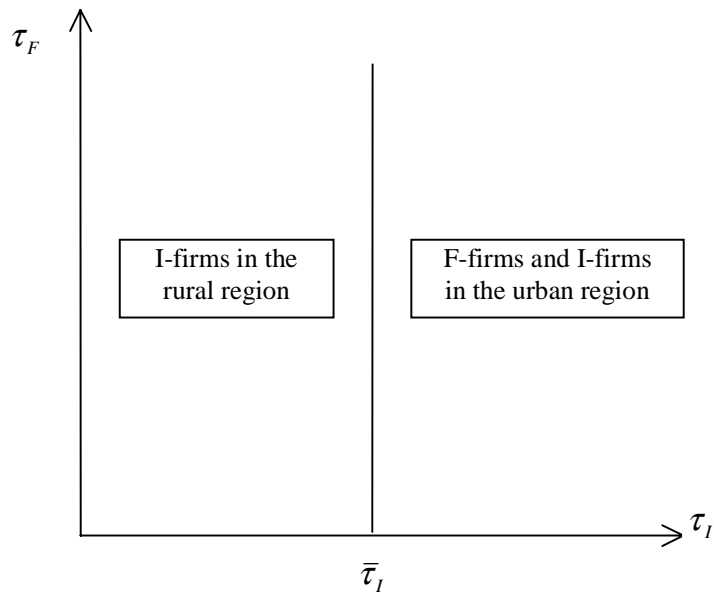 τ_F
I-firms in the
rural region
F-firms and I-firms
in the urban region
τ_I
τ̄_I